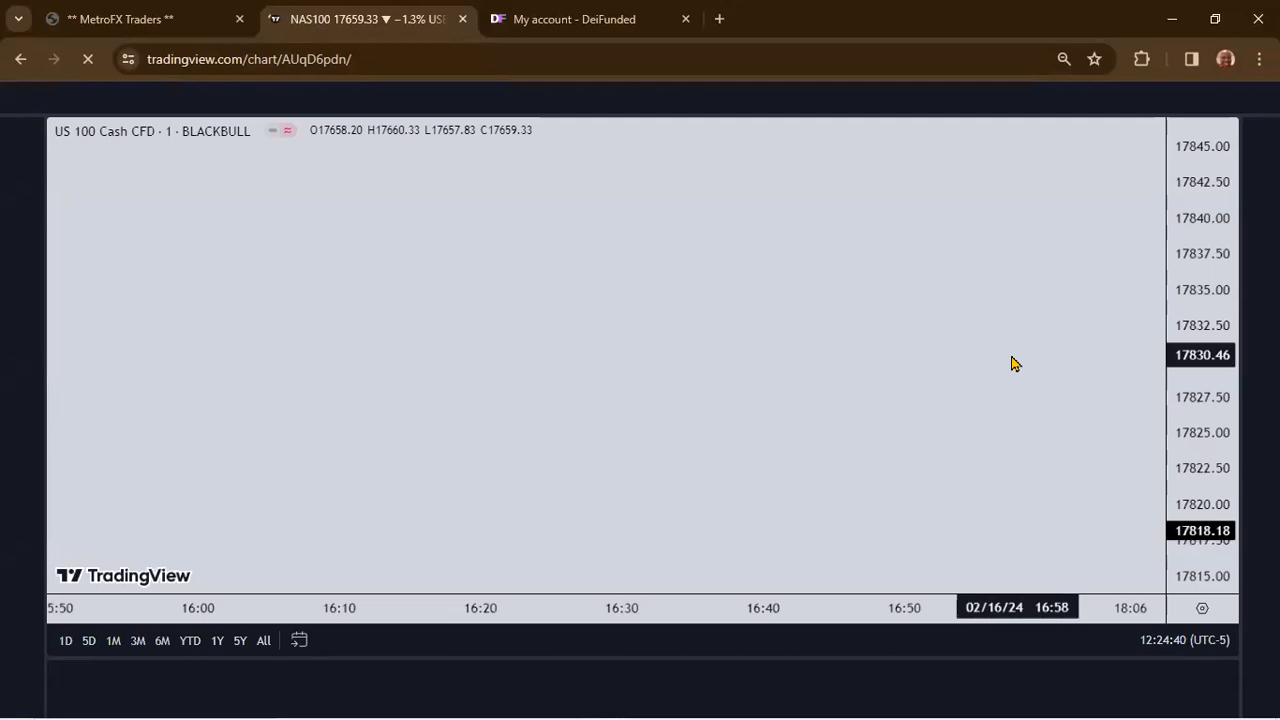 ** MetroFX Traders **
NAS100 17659.33 ▼ −1.3% US
DF My account - DeiFunded
tradingview.com/chart/AUqD6pdn/
US 100 Cash CFD · 1 · BLACKBULL O17658.20 H17660.33 L17657.83 C17659.33
17845.00
17842.50
17840.00
17837.50
17835.00
17832.50
17830.46
17827.50
17825.00
17822.50
17820.00
17818.18
17815.00
TradingView
5:50 16:00 16:10 16:20 16:30 16:40 16:50 02/16/24 16:58 18:06
1D 5D 1M 3M 6M YTD 1Y 5Y All 12:24:40 (UTC-5)